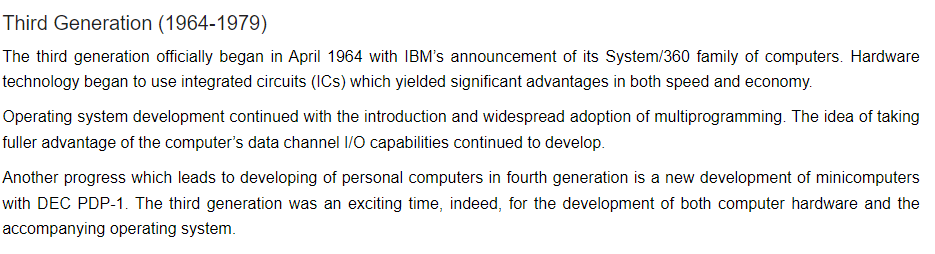 Third Generation (1964-1979)
The third generation officially began in April 1964 with IBM’s announcement of its System/360 family of computers. Hardware
technology began to use integrated circuits (ICs) which yielded significant advantages in both speed and economy.
Operating system development continued with the introduction and widespread adoption of multiprogramming. The idea of taking
fuller advantage of the computer’s data channel I/O capabilities continued to develop.
Another progress which leads to developing of personal computers in fourth generation is a new development of minicomputers
with DEC PDP-1. The third generation was an exciting time, indeed, for the development of both computer hardware and the
accompanying operating system.